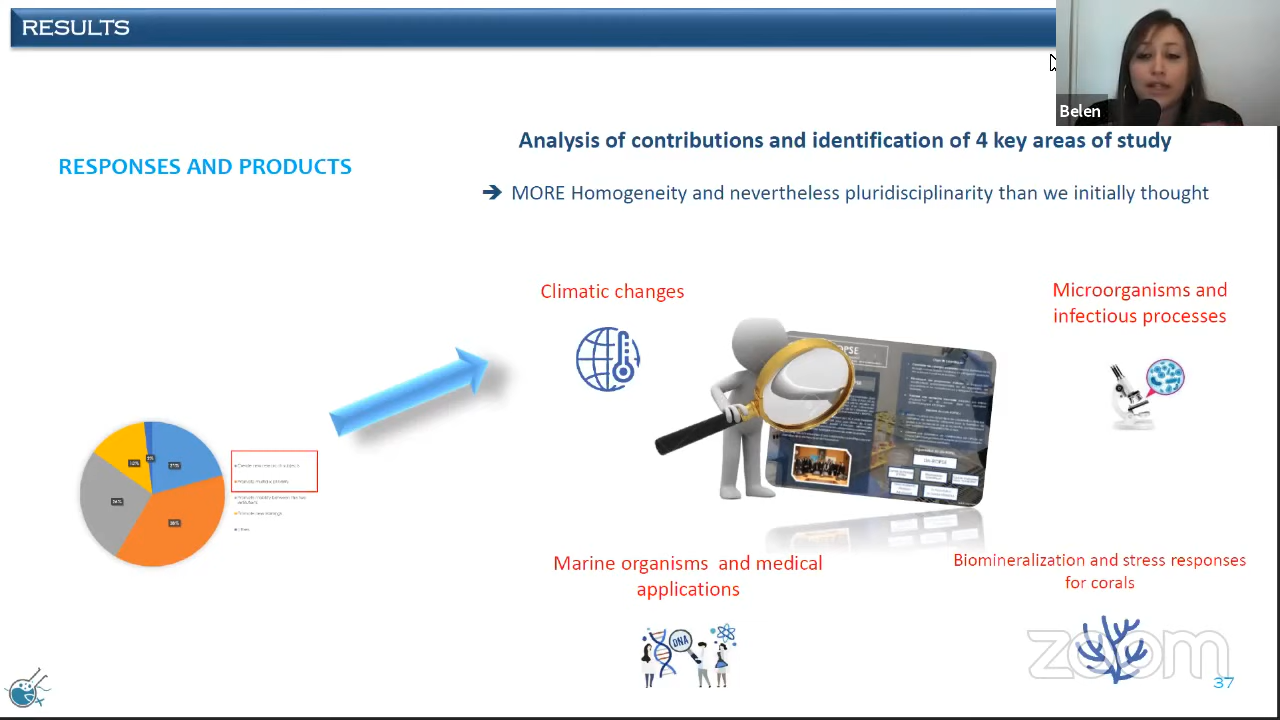 RESULTS
Belen
Analysis of contributions and identification of 4 key areas of study
RESPONSES AND PRODUCTS
➔ MORE Homogeneity and nevertheless pluridisciplinarity than we initially thought
Climatic changes
Microorganisms and
infectious processes
Marine organisms and medical
applications
Biomineralization and stress responses
for corals
DNA
zoom
37